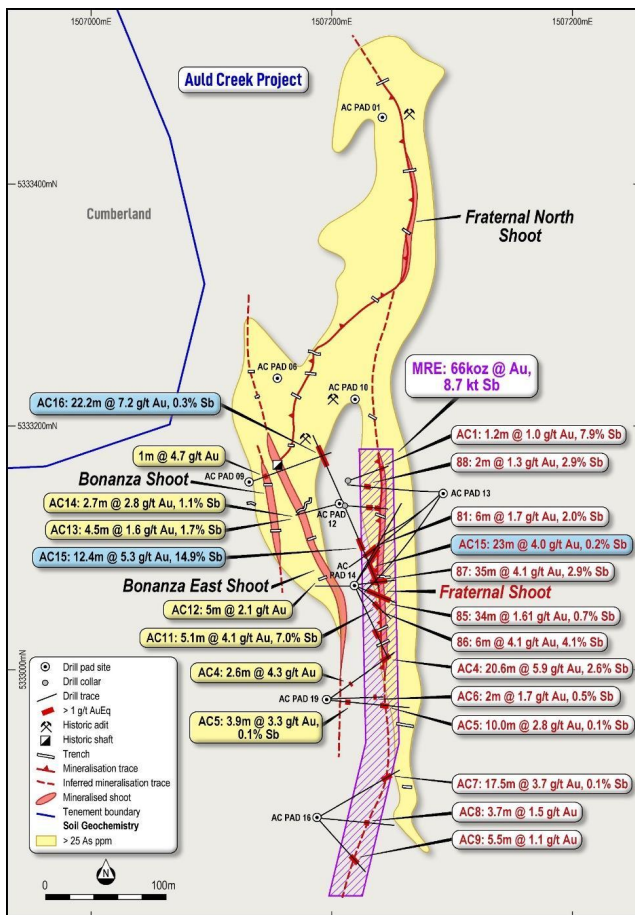 1507000mE
1507200mE
1507200mE
Auld Creek Project
AC PAD 01
5333400mN
Cumberland
Fraternal North
Shoot
AC PAD 06
AC PAD 10
MRE: 66koz @ Au,
8.7 kt Sb
AC16: 22.2m @ 7.2 g/t Au, 0.3% Sb
5333200mN
AC1: 1.2m @ 1.0 g/t Au, 7.9% Sb
1m @ 4.7 g/t Au
88: 2m @ 1.3 g/t Au, 2.9% Sb
AC PAD 09
Bonanza Shoot
AC PAD 13
AC14: 2.7m @ 2.8 g/t Au, 1.1% Sb
AC PAD
12
81: 6m @ 1.7 g/t Au, 2.0% Sb
AC13: 4.5m @ 1.6 g/t Au, 1.7% Sb
AC15: 23m @ 4.0 g/t Au, 0.2% Sb
AC15: 12.4m @ 5.3 g/t Au, 14.9% Sb
AC
PAD
14
87: 35m @ 4.1 g/t Au, 2.9% Sb
Bonanza East Shoot
Fraternal Shoot
AC12: 5m @ 2.1 g/t Au
85: 34m @ 1.61 g/t Au, 0.7% Sb
AC11: 5.1m @ 4.1 g/t Au, 7.0% Sb
86: 6m @ 4.1 g/t Au, 4.1% Sb
5333000mN
AC4: 2.6m @ 4.3 g/t Au
AC4: 20.6m @ 5.9 g/t Au, 2.6% Sb
AC PAD 19
AC6: 2m @ 1.7 g/t Au, 0.5% Sb
AC5: 3.9m @ 3.3 g/t Au,
0.1% Sb
AC5: 10.0m @ 2.8 g/t Au, 0.1% Sb
AC7: 17.5m @ 3.7 g/t Au, 0.1% Sb
AC PAD 16
AC8: 3.7m @ 1.5 g/t Au
AC9: 5.5m @ 1.1 g/t Au
Drill pad site
Drill collar
Drill trace
> 1 g/t AuEq
Historic adit
Historic shaft
Trench
Mineralisation trace
Inferred mineralisation trace
Mineralised shoot
Tenement boundary
Soil Geochemistry
> 25 As ppm
N
0
100m